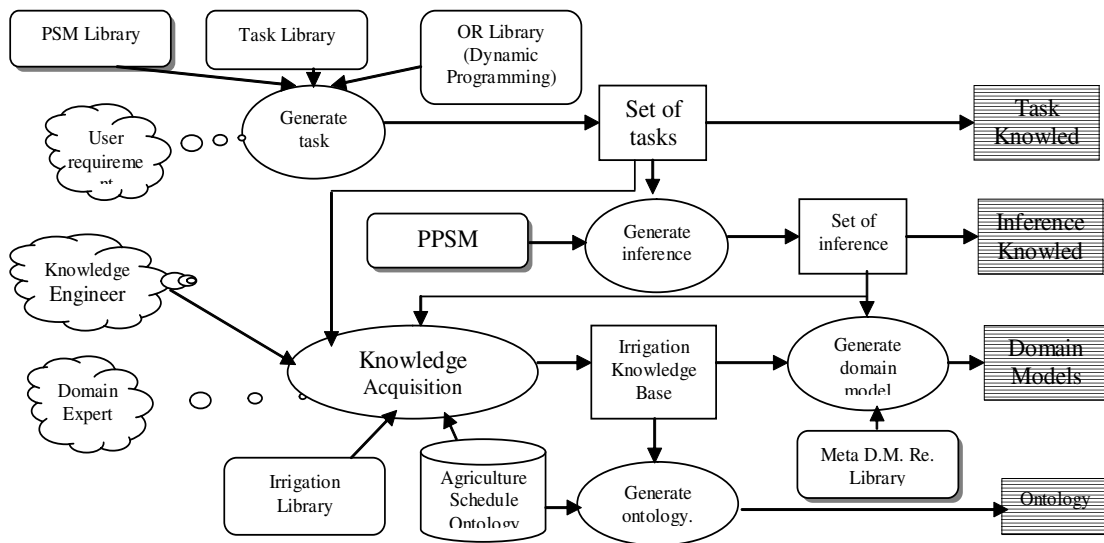 PSM Library
Task Library
OR Library
(Dynamic
Programming)
Generate
task
Set of
tasks
Task
Knowled
User
requireme
nt
PPSM
Generate
inference
Set of
inference
Inference
Knowled
Knowledge
Engineer
Knowledge
Acquisition
Irrigation
Knowledge
Base
Generate
domain
model
Domain
Models
Domain
Expert
Irrigation
Library
Agriculture
Schedule
Ontology
Generate
ontology.
Meta D.M. Re.
Library
Ontology